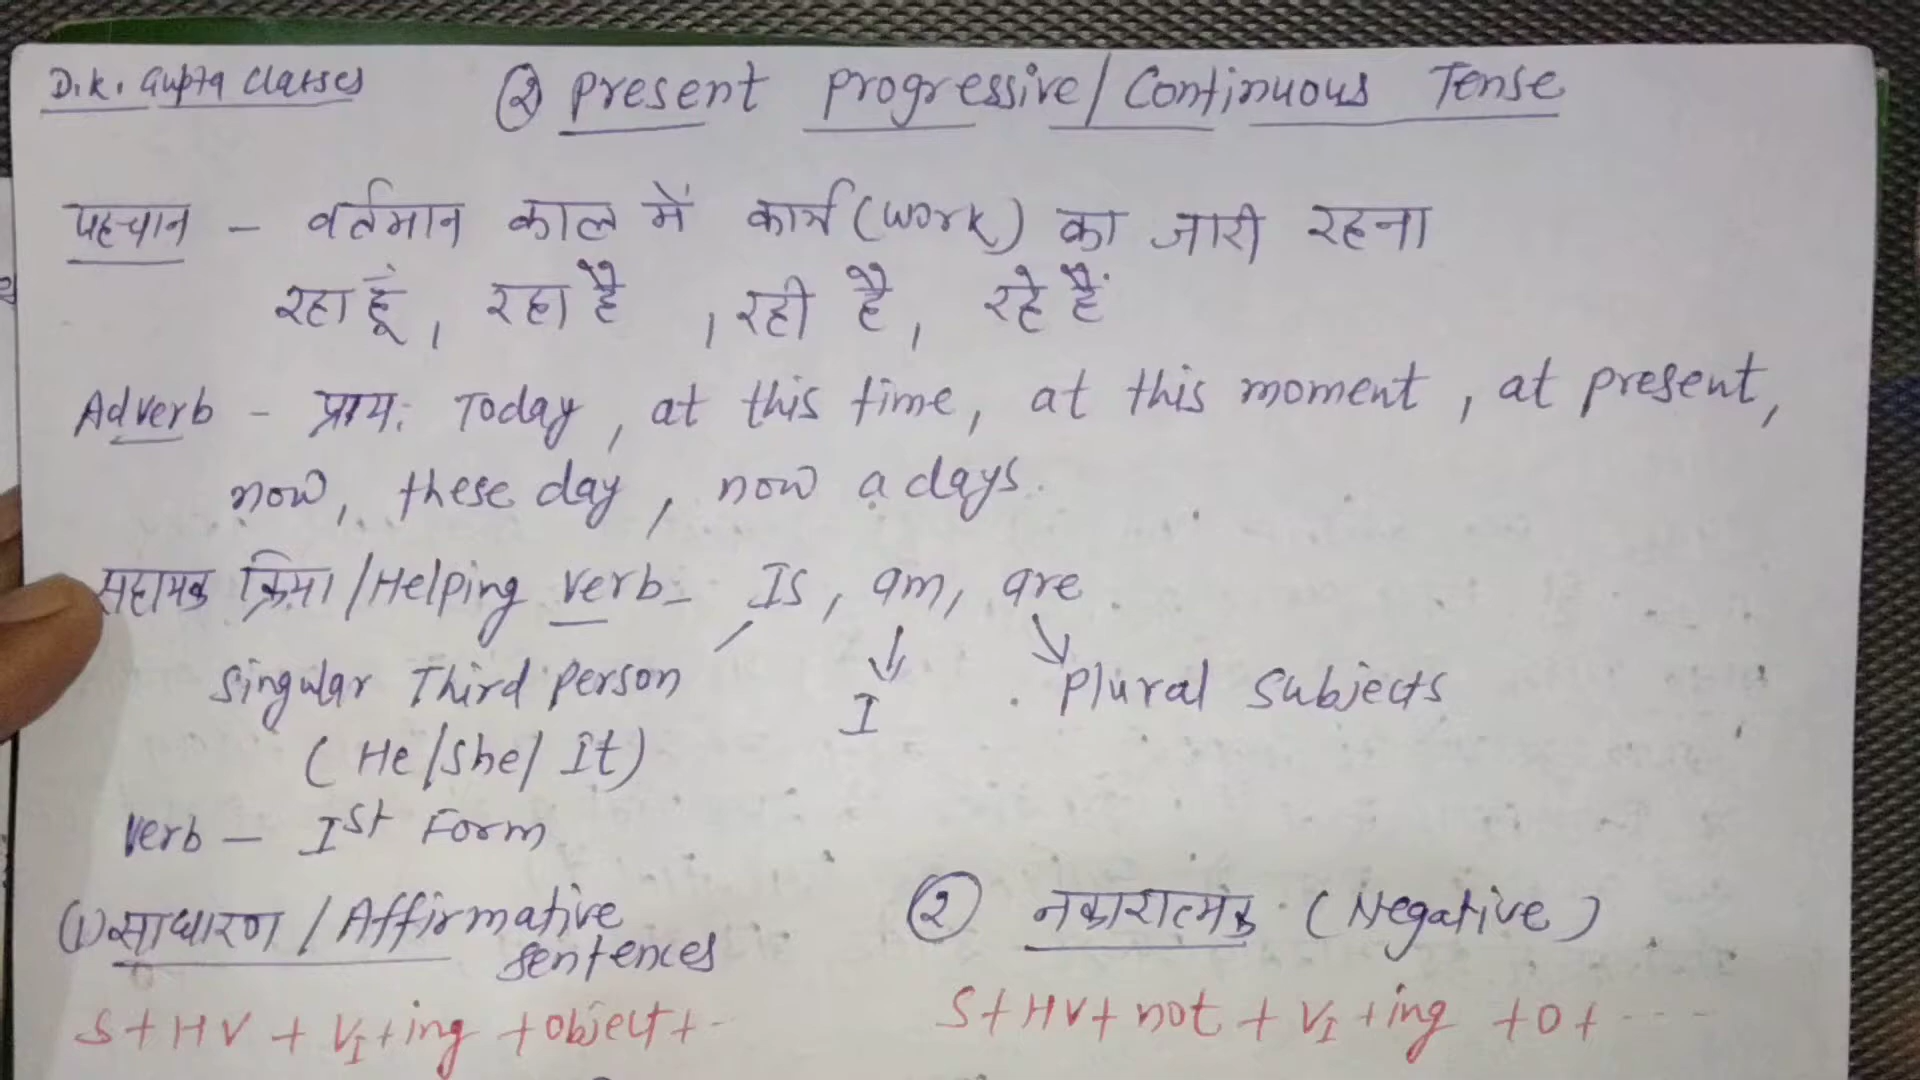 D.K. Gupta Classes
② Present Progressive/Continuous Tense
पहचान - वर्तमान काल में कार्य (work) का जारी रहना
रहा हूं, रहा है, रही है, रहे हैं
Adverb - प्राय: Today, at this time, at this moment, at present,
now, these day, now a days.
सहायक क्रिया/Helping verb- Is, am, are
Singular Third Person I Plural Subjects
(He/She/It)
Verb - Ist Form
(1) साधारण / Affirmative sentences
S+HV+V1+ing+object+-
② नकारात्मक (Negative)
S+HV+not+V1+ing+O+----